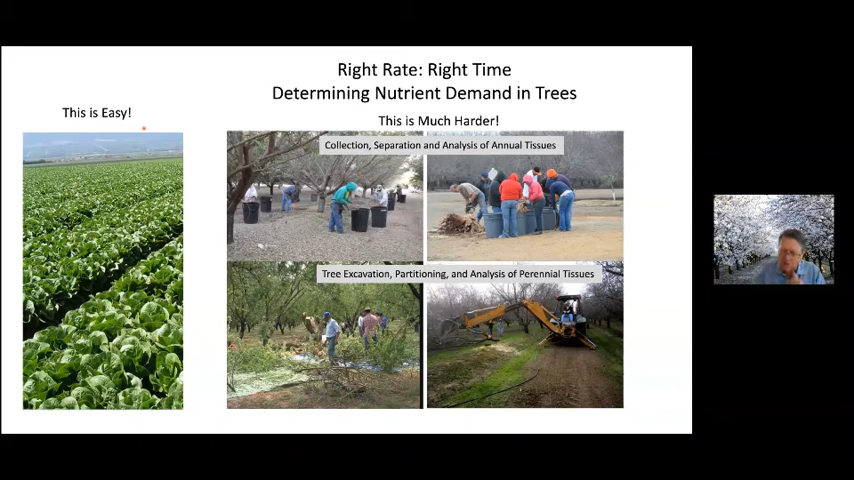 Right Rate: Right Time
Determining Nutrient Demand in Trees
This is Easy!
This is Much Harder!
Collection, Separation and Analysis of Annual Tissues
Tree Excavation, Partitioning, and Analysis of Perennial Tissues